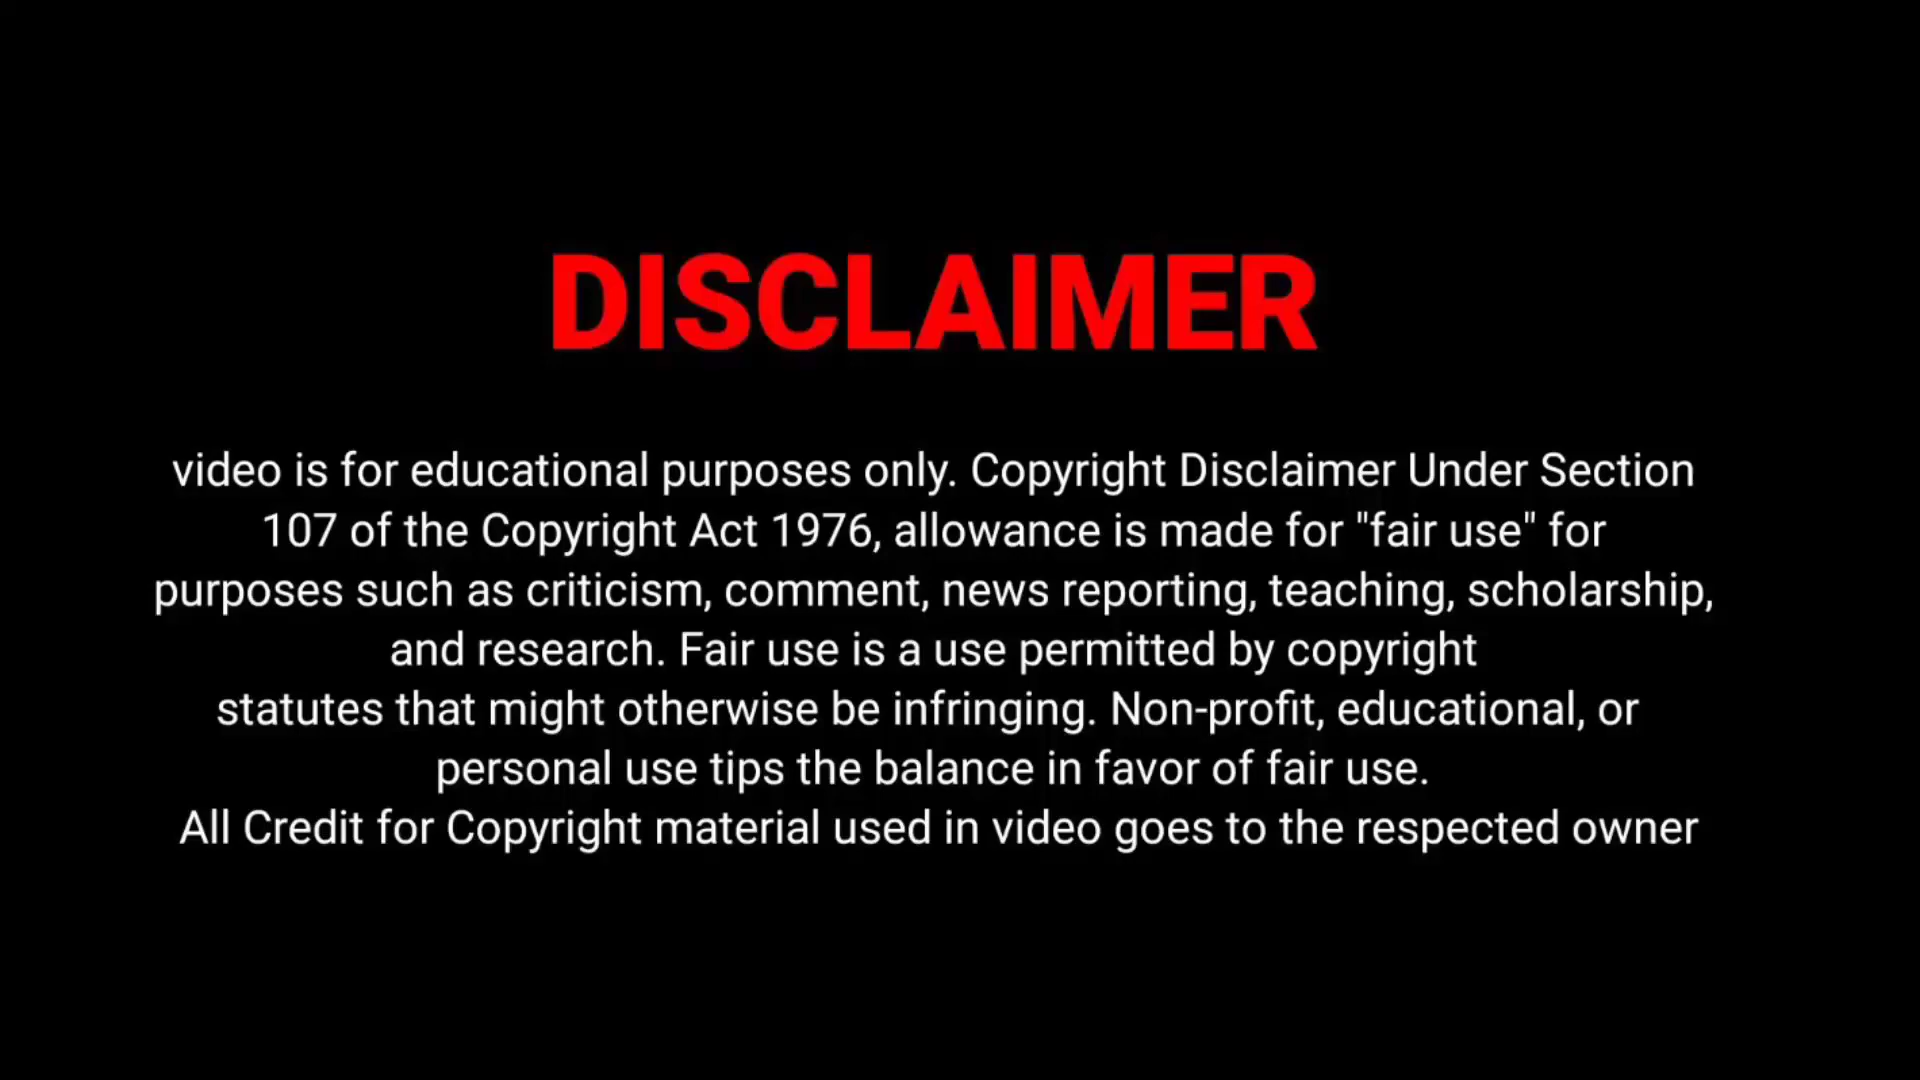 DISCLAIMER
video is for educational purposes only. Copyright Disclaimer Under Section
107 of the Copyright Act 1976, allowance is made for "fair use" for
purposes such as criticism, comment, news reporting, teaching, scholarship,
and research. Fair use is a use permitted by copyright
statutes that might otherwise be infringing. Non-profit, educational, or
personal use tips the balance in favor of fair use.
All Credit for Copyright material used in video goes to the respected owner